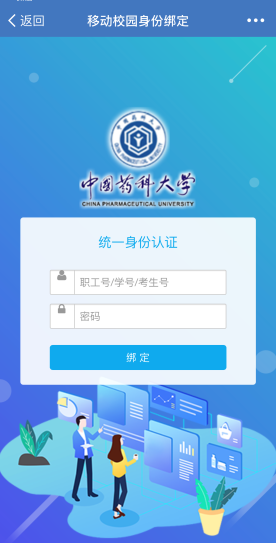 返回
移动校园身份绑定
中国药科大学
CHINA PHARMACEUTICAL UNIVERSITY
统一身份认证
职工号/学号/考生号
密码
绑 定